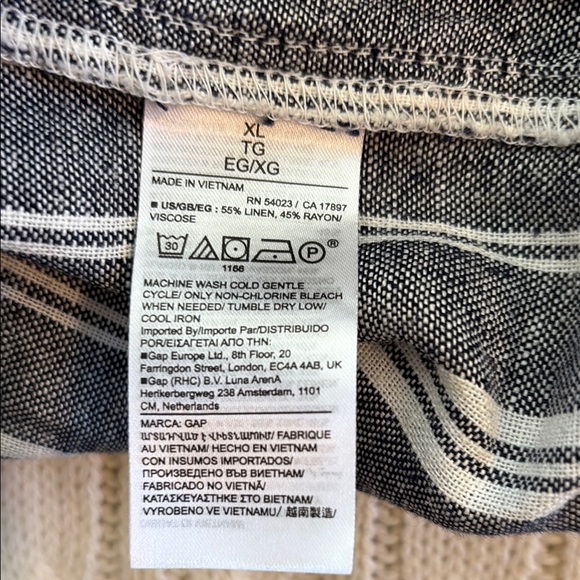 XL
TG
EG/XG
MADE IN VIETNAM
RN 54023 / CA 17897
■ US/GB/EG : 55% LINEN, 45% RAYON/
VISCOSE
30 P ®
1156
MACHINE WASH COLD GENTLE
CYCLE/ ONLY NON-CHLORINE BLEACH
WHEN NEEDED/ TUMBLE DRY LOW/
COOL IRON
Imported By/Importe Par/DISTRIBUIDO
POR/ΕΙΣΑΓΕΤΑΙ ΑΠΟ ΤΗΝ:
■Gap Europe Ltd., 8th Floor, 20
Farringdon Street, London, EC4A 4AB, UK
■Gap (RHC) B.V. Luna ArenA
Herikerbergweg 238 Amsterdam, 1101
CM, Netherlands
MARCA: GAP
ԱՐՏԱԴՐՎԱԾ Է ՎԻԵՏՆԱՄՈՒՄ/ FABRIQUÉ
AU VIETNAM/ HECHO EN VIETNAM
CON INSUMOS IMPORTADOS/
ПРОИЗВЕДЕНО ВЪВ ВИЕТНАМ/
FABRICADO NO VIETNÃ/
ΚΑΤΑΣΚΕΥΑΣΤΗΚΕ ΣΤΟ ΒΙΕΤΝΑΜ/
VYROBENO VE VIETNAMU/ 越南製造/